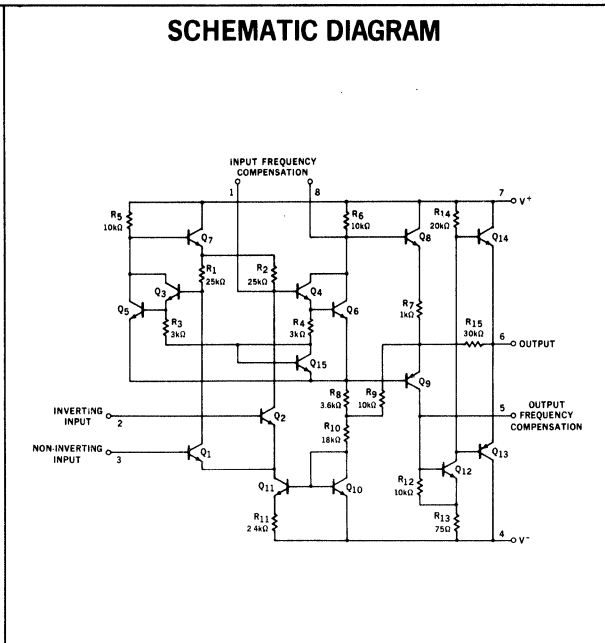 SCHEMATIC DIAGRAM
INPUT FREQUENCY
COMPENSATION
1 8
R5
10kΩ
Q7
R6
10kΩ
Q8
R14
20kΩ
7 V+
Q14
R1
25kΩ
R2
25kΩ
Q3
Q5
Q4
Q6
R3
3kΩ
R4
3kΩ
R7
1kΩ
R15
30kΩ
6 OUTPUT
Q15
R8
3.6kΩ
R9
10kΩ
Q9
INVERTING
INPUT
2
Q2
R10
18kΩ
5 OUTPUT
FREQUENCY
COMPENSATION
NON-INVERTING
INPUT
3
Q1
Q11
Q10
R12
10kΩ
Q12
Q13
R11
2.4kΩ
R13
75Ω
4 V-